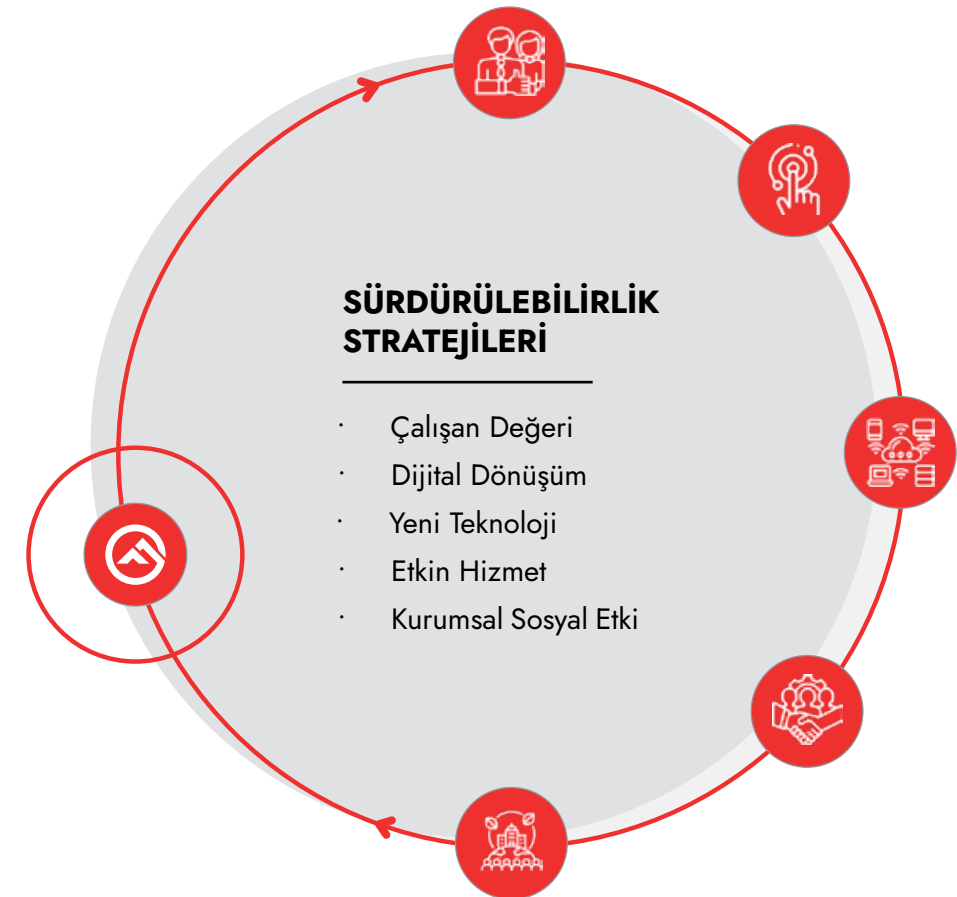 SÜRDÜRÜLEBİLİRLİK
STRATEJİLERİ
· Çalışan Değeri
· Dijital Dönüşüm
· Yeni Teknoloji
· Etkin Hizmet
· Kurumsal Sosyal Etki